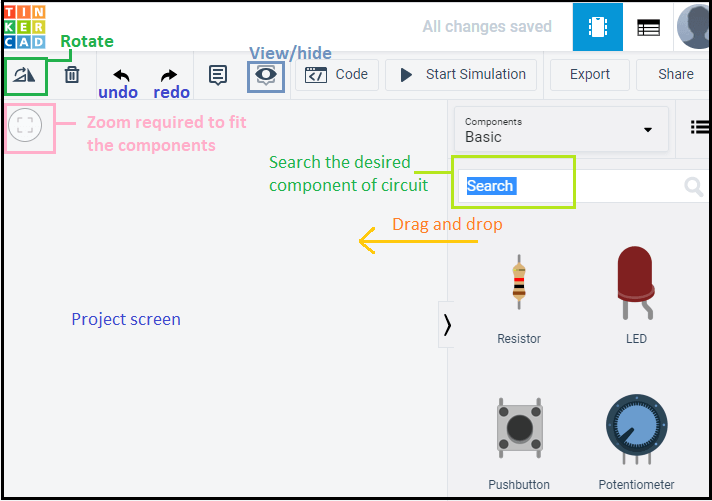 TIN
KER
CAD
All changes saved
Rotate
View/hide
undo
redo
Code
Start Simulation
Export
Share
Zoom required to fit
the components
Components
Basic
Search the desired
component of circuit
Search
Drag and drop
Project screen
Resistor
LED
Pushbutton
Potentiometer